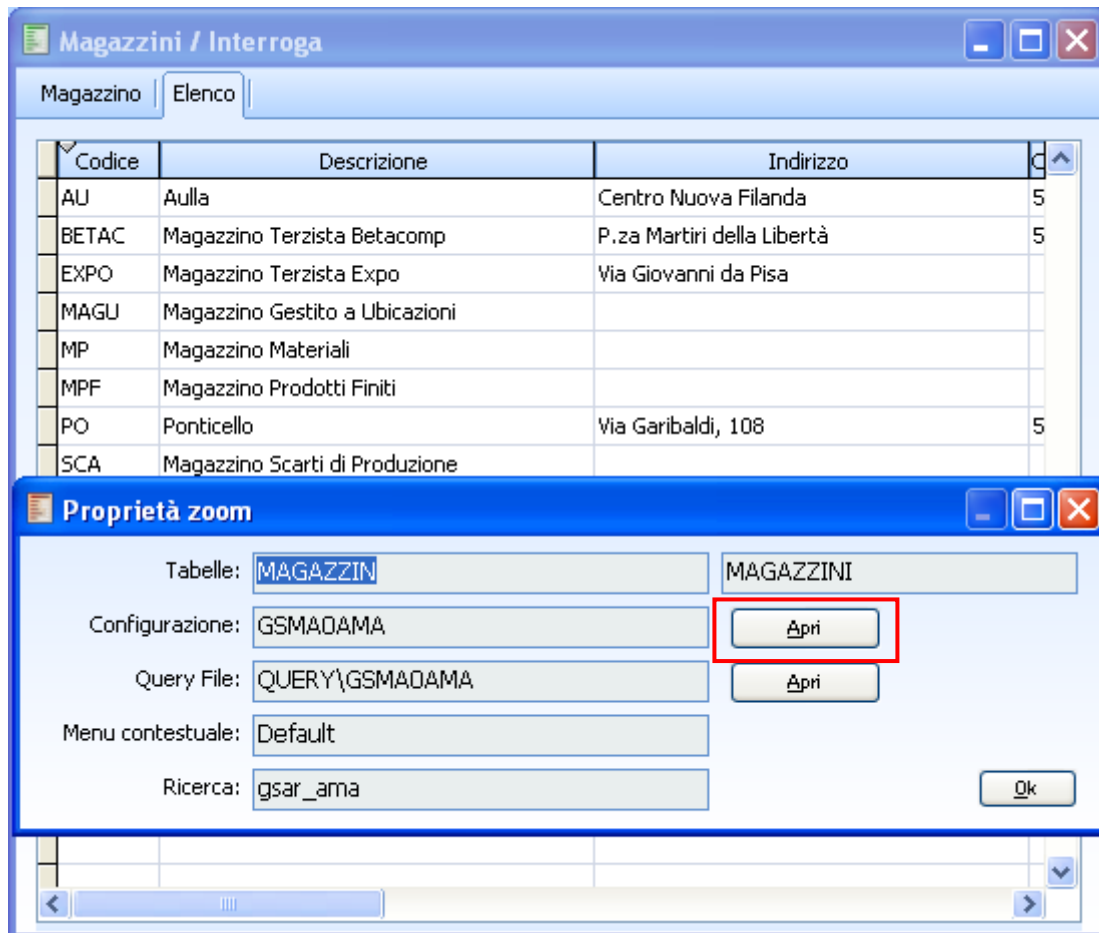 Magazzini / Interroga
Magazzino Elenco
Codice Descrizione Indirizzo C
AU Aulla Centro Nuova Filanda 5
BETAC Magazzino Terzista Betacomp P.za Martiri della Libertà 5
EXPO Magazzino Terzista Expo Via Giovanni da Pisa
MAGU Magazzino Gestito a Ubicazioni
MP Magazzino Materiali
MPF Magazzino Prodotti Finiti
PO Ponticello Via Garibaldi, 108 5
SCA Magazzino Scarti di Produzione
Proprietà zoom
Tabelle: MAGAZZIN MAGAZZINI
Configurazione: GSMA0AMA Apri
Query File: QUERY\GSMA0AMA Apri
Menu contestuale: Default
Ricerca: gsar_ama Ok